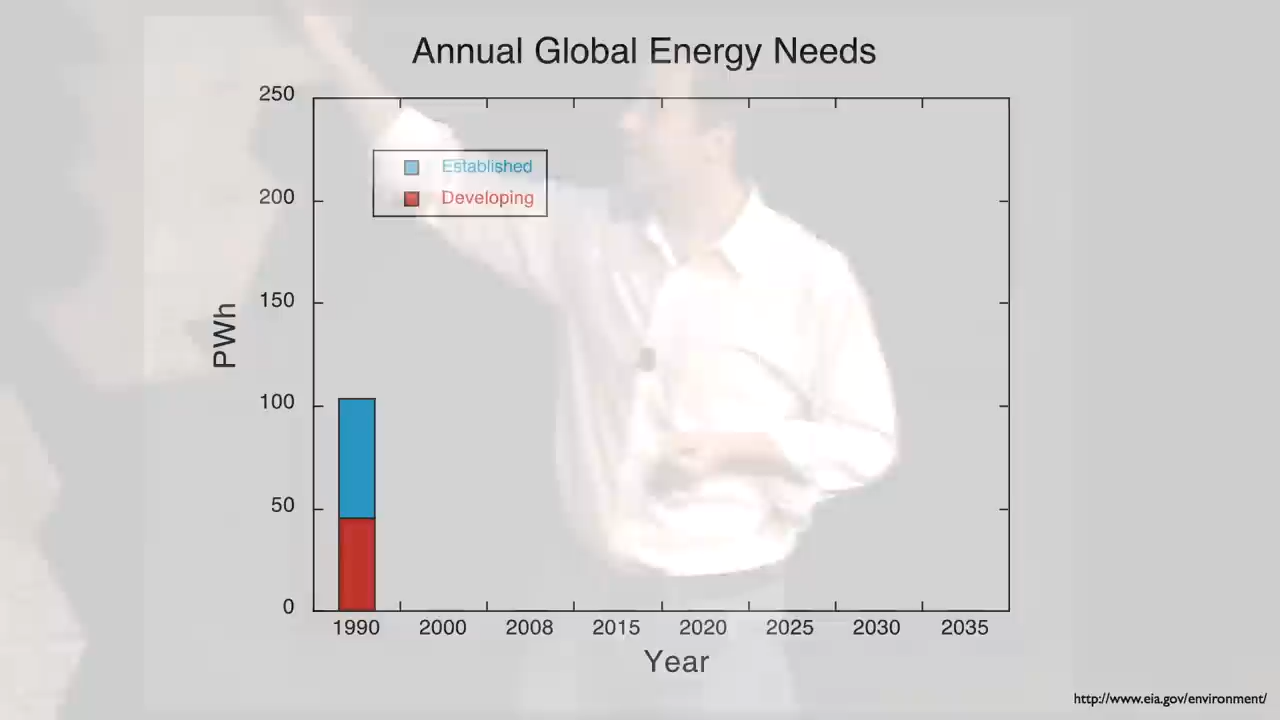 Annual Global Energy Needs
250
Established
Developing
200
150
PWh
100
50
0
1990 2000 2008 2015 2020 2025 2030 2035
Year
http://www.eia.gov/environment/